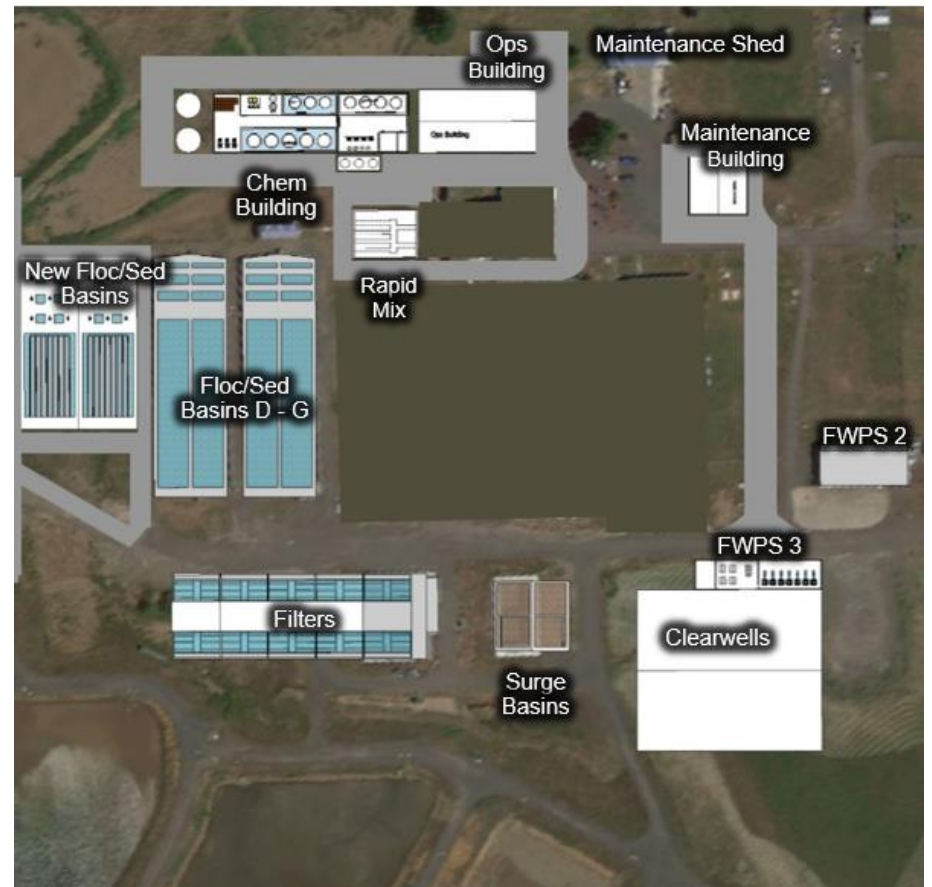 Ops
Building
Maintenance Shed
Ops Building
Maintenance
Building
Chem
Building
New Floc/Sed
Basins
Rapid
Mix
Floc/Sed
Basins D - G
FWPS 2
FWPS 3
Filters
Clearwells
Surge
Basins